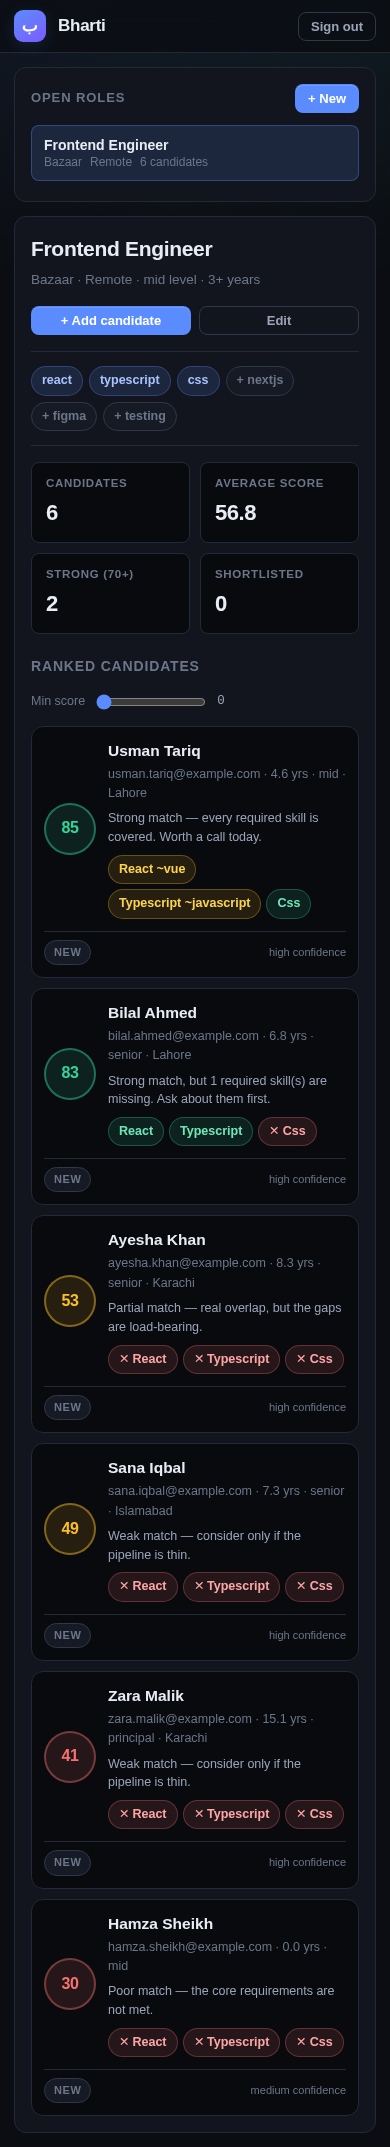 ب Bharti Sign out
OPEN ROLES + New
Frontend Engineer
Bazaar Remote 6 candidates
Frontend Engineer
Bazaar · Remote · mid level · 3+ years
+ Add candidate Edit
react typescript css + nextjs
+ figma + testing
CANDIDATES AVERAGE SCORE
6 56.8
STRONG (70+) SHORTLISTED
2 0
RANKED CANDIDATES
Min score 0
Usman Tariq
usman.tariq@example.com · 4.6 yrs · mid ·
Lahore
Strong match — every required skill is
85
covered. Worth a call today.
React ~vue
Typescript ~javascript Css
NEW high confidence
Bilal Ahmed
bilal.ahmed@example.com · 6.8 yrs ·
senior · Lahore
83
Strong match, but 1 required skill(s) are
missing. Ask about them first.
React Typescript ✕ Css
NEW high confidence
Ayesha Khan
ayesha.khan@example.com · 8.3 yrs ·
senior · Karachi
53
Partial match — real overlap, but the gaps
are load-bearing.
✕ React ✕ Typescript ✕ Css
NEW high confidence
Sana Iqbal
sana.iqbal@example.com · 7.3 yrs · senior
· Islamabad
49
Weak match — consider only if the
pipeline is thin.
✕ React ✕ Typescript ✕ Css
NEW high confidence
Zara Malik
zara.malik@example.com · 15.1 yrs ·
principal · Karachi
41
Weak match — consider only if the
pipeline is thin.
✕ React ✕ Typescript ✕ Css
NEW high confidence
Hamza Sheikh
hamza.sheikh@example.com · 0.0 yrs ·
mid
30
Poor match — the core requirements are
not met.
✕ React ✕ Typescript ✕ Css
NEW medium confidence